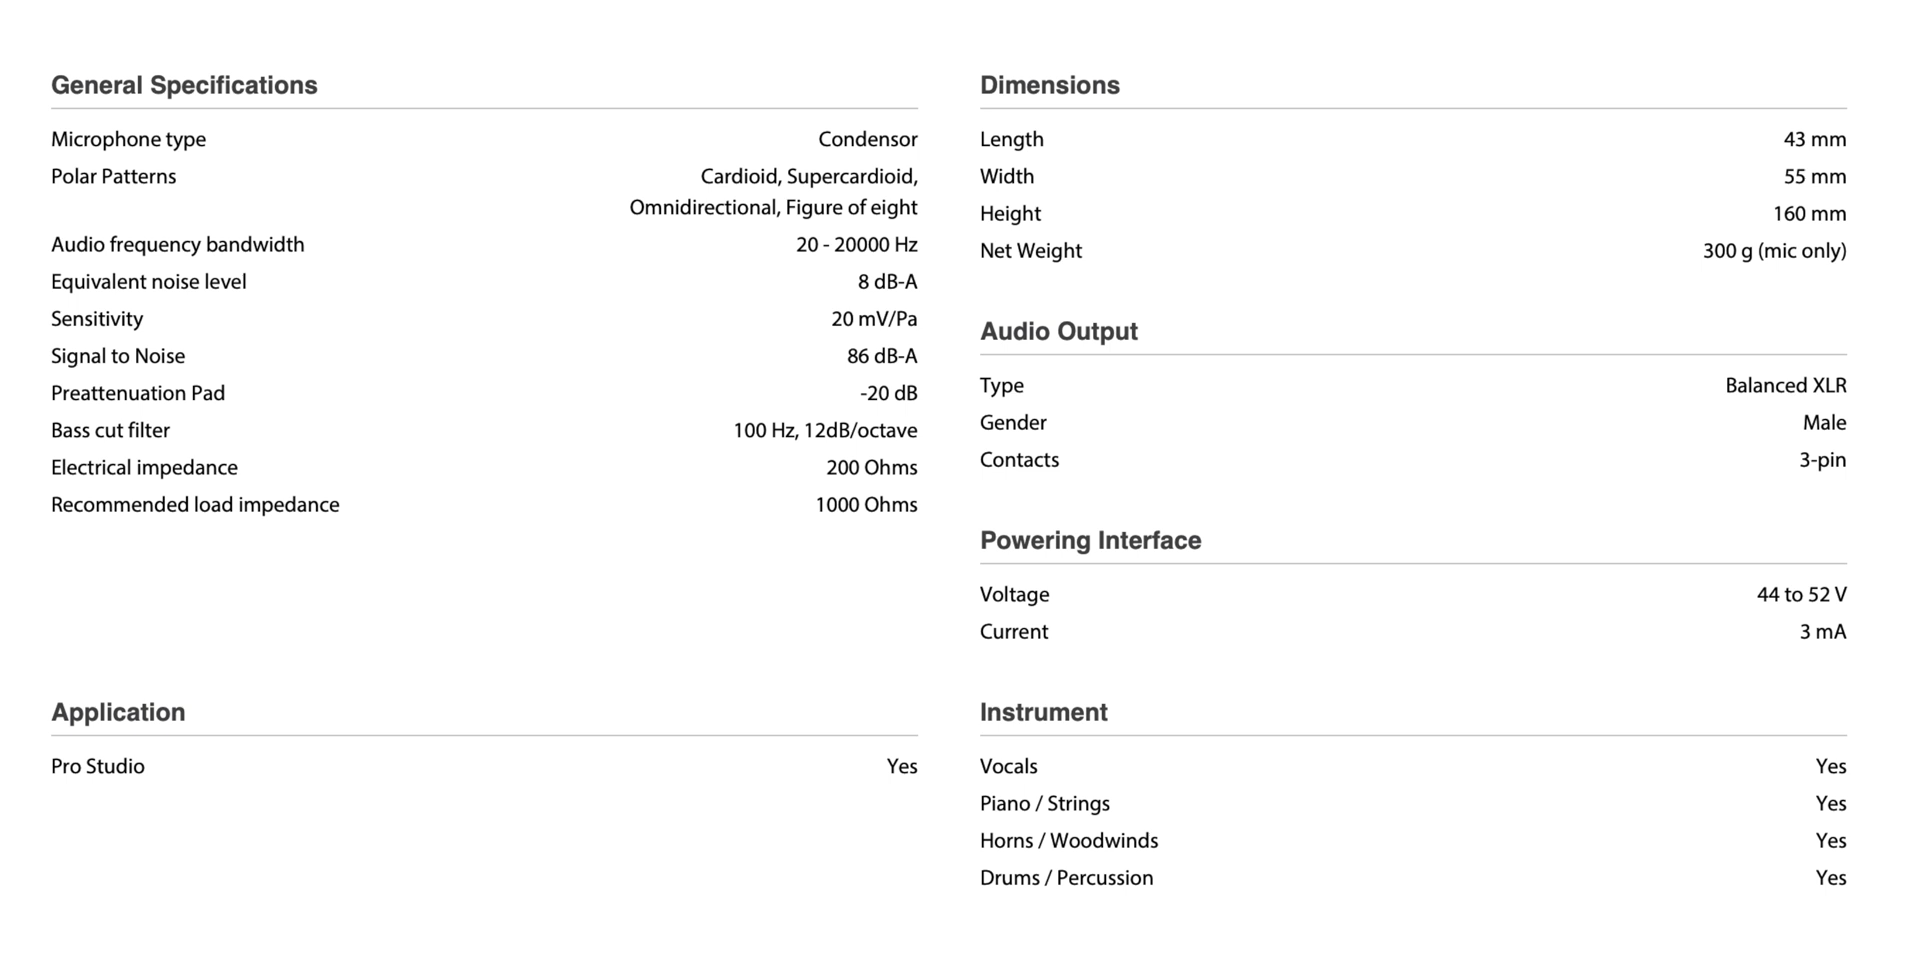 General Specifications
Microphone type Condensor
Polar Patterns Cardioid, Supercardioid,
Omnidirectional, Figure of eight
Audio frequency bandwidth 20 - 20000 Hz
Equivalent noise level 8 dB-A
Sensitivity 20 mV/Pa
Signal to Noise 86 dB-A
Preattenuation Pad -20 dB
Bass cut filter 100 Hz, 12dB/octave
Electrical impedance 200 Ohms
Recommended load impedance 1000 Ohms
Dimensions
Length 43 mm
Width 55 mm
Height 160 mm
Net Weight 300 g (mic only)
Audio Output
Type Balanced XLR
Gender Male
Contacts 3-pin
Powering Interface
Voltage 44 to 52 V
Current 3 mA
Application
Pro Studio Yes
Instrument
Vocals Yes
Piano / Strings Yes
Horns / Woodwinds Yes
Drums / Percussion Yes